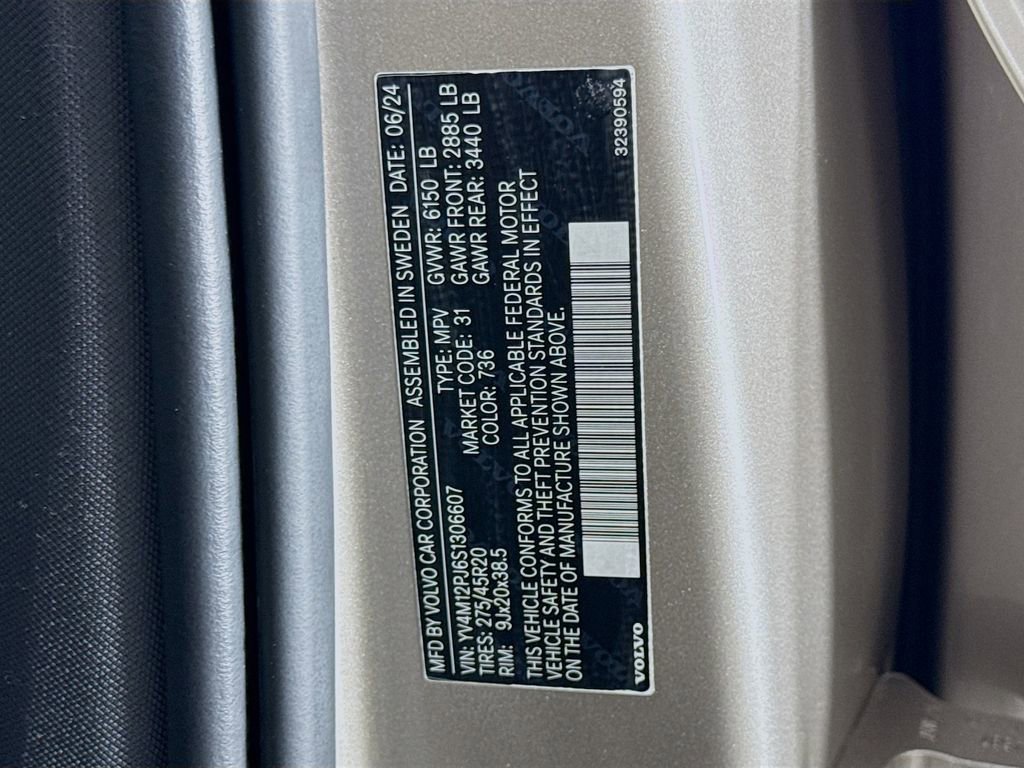 MFD BY VOLVO CAR CORPORATION ASSEMBLED IN SWEDEN DATE: 06/24
VIN: YV4M12PJ6S1306607 TYPE: MPV GVWR: 6150 LB
TIRES: 275/45R20 MARKET CODE: 31 GAWR FRONT: 2885 LB
RIM: 9Jx20x38.5 COLOR: 736 GAWR REAR: 3440 LB
THIS VEHICLE CONFORMS TO ALL APPLICABLE FEDERAL MOTOR
VEHICLE SAFETY AND THEFT PREVENTION STANDARDS IN EFFECT
ON THE DATE OF MANUFACTURE SHOWN ABOVE.
VOLVO 32390594